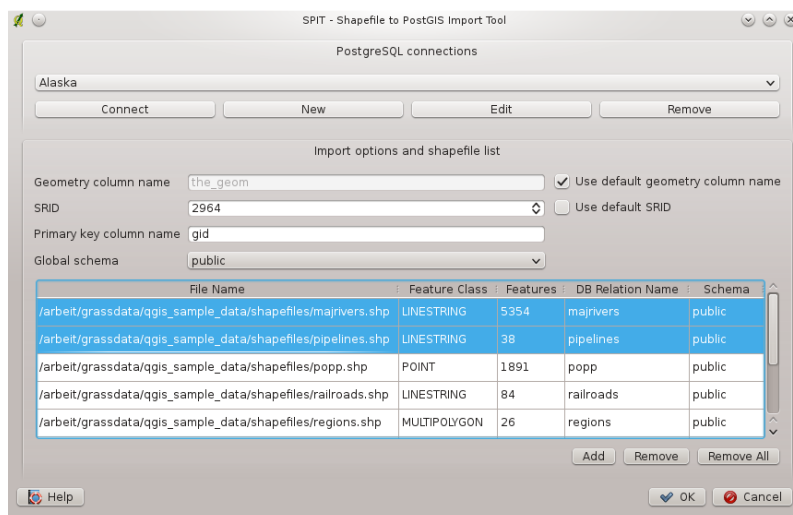 SPIT - Shapefile to PostGIS Import Tool
PostgreSQL connections
Alaska
Connect New Edit Remove
Import options and shapefile list
Geometry column name the_geom Use default geometry column name
SRID 2964 Use default SRID
Primary key column name gid
Global schema public
File Name Feature Class Features DB Relation Name Schema
/arbeit/grassdata/qgis_sample_data/shapefiles/majrivers.shp LINESTRING 5354 majrivers public
/arbeit/grassdata/qgis_sample_data/shapefiles/pipelines.shp LINESTRING 38 pipelines public
/arbeit/grassdata/qgis_sample_data/shapefiles/popp.shp POINT 1891 popp public
/arbeit/grassdata/qgis_sample_data/shapefiles/railroads.shp LINESTRING 84 railroads public
/arbeit/grassdata/qgis_sample_data/shapefiles/regions.shp MULTIPOLYGON 26 regions public
Add Remove Remove All
Help OK Cancel